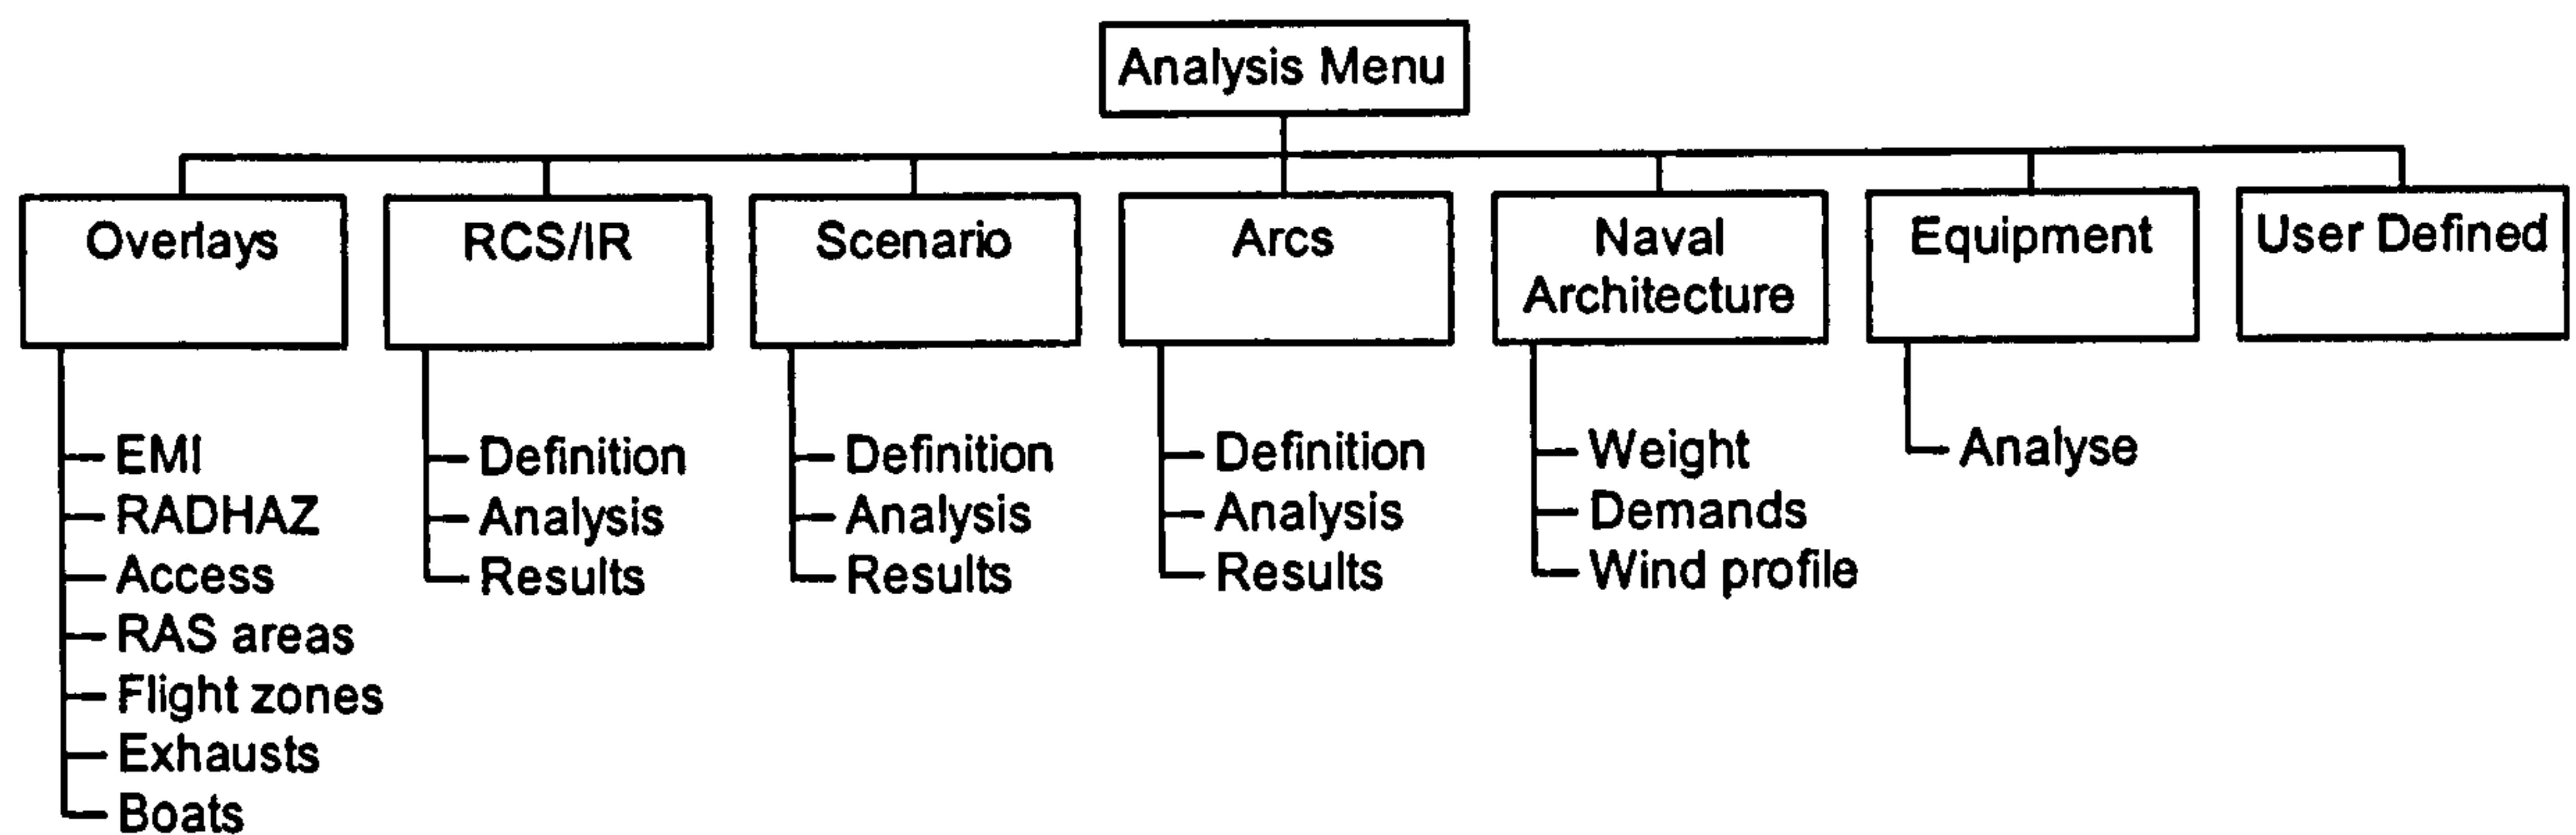 Analysis Menu
Overlays
RCS/IR
Scenario
Arcs
Naval
Architecture
Equipment
User Defined
EMI
RADHAZ
Access
RAS areas
Flight zones
Exhausts
Boats
Definition
Analysis
Results
Definition
Analysis
Results
Definition
Analysis
Results
Weight
Demands
Wind profile
Analyse